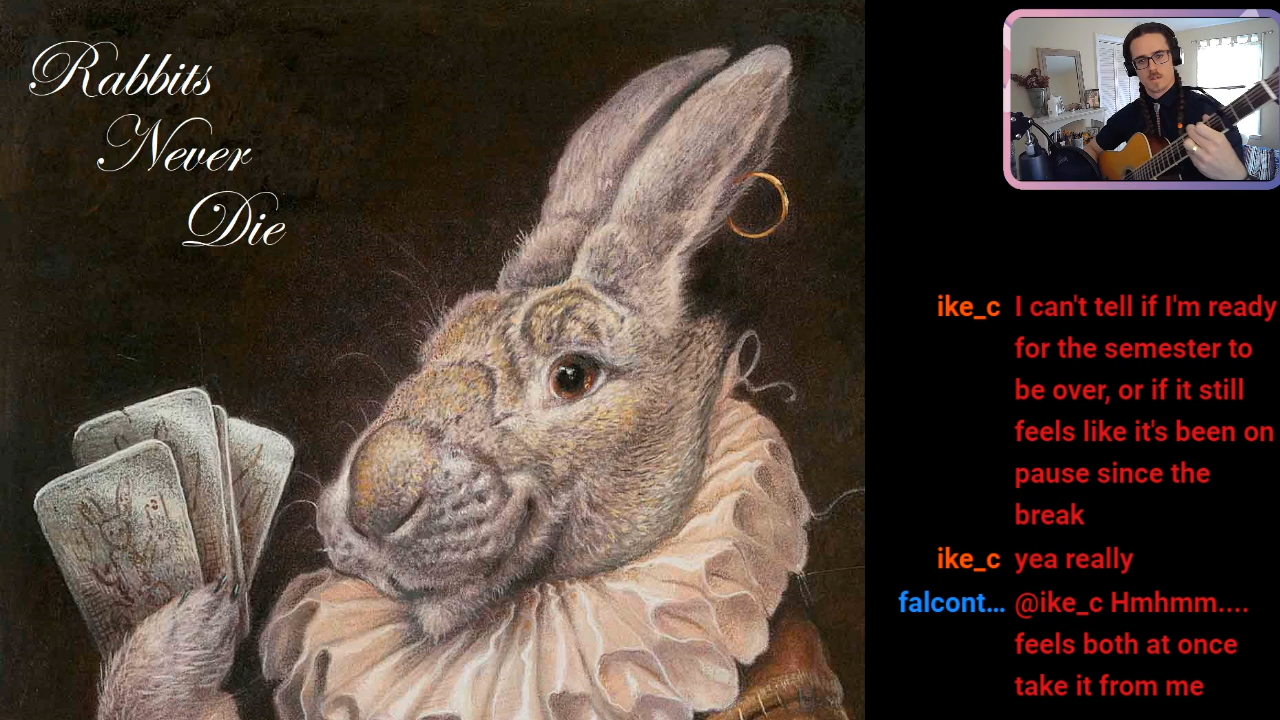 Rabbits
Never
Die
ike_c I can't tell if I'm ready
for the semester to
be over, or if it still
feels like it's been on
pause since the
break
ike_c yea really
falcont... @ike_c Hmhmm....
feels both at once
take it from me